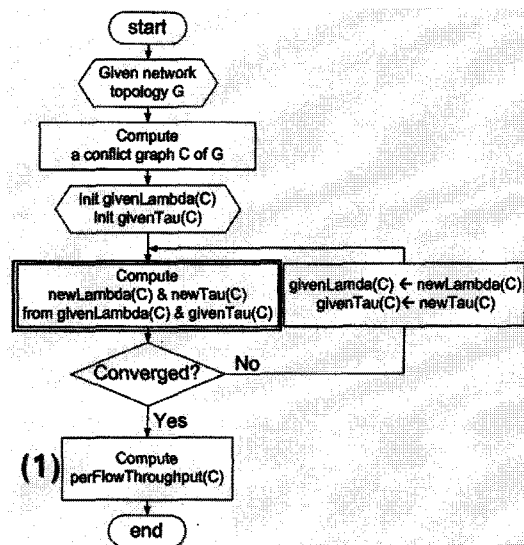 start
Given network
topology G
Compute
a conflict graph C of G
Init givenLambda(C)
Init givenTau(C)
Compute
newLambda(C) & newTau(C)
from givenLambda(C) & givenTau(C)
givenLamda(C) ← newLambda(C)
givenTau(C) ← newTau(C)
Converged?
No
Yes
(1)
Compute
perFlowThroughput(C)
end